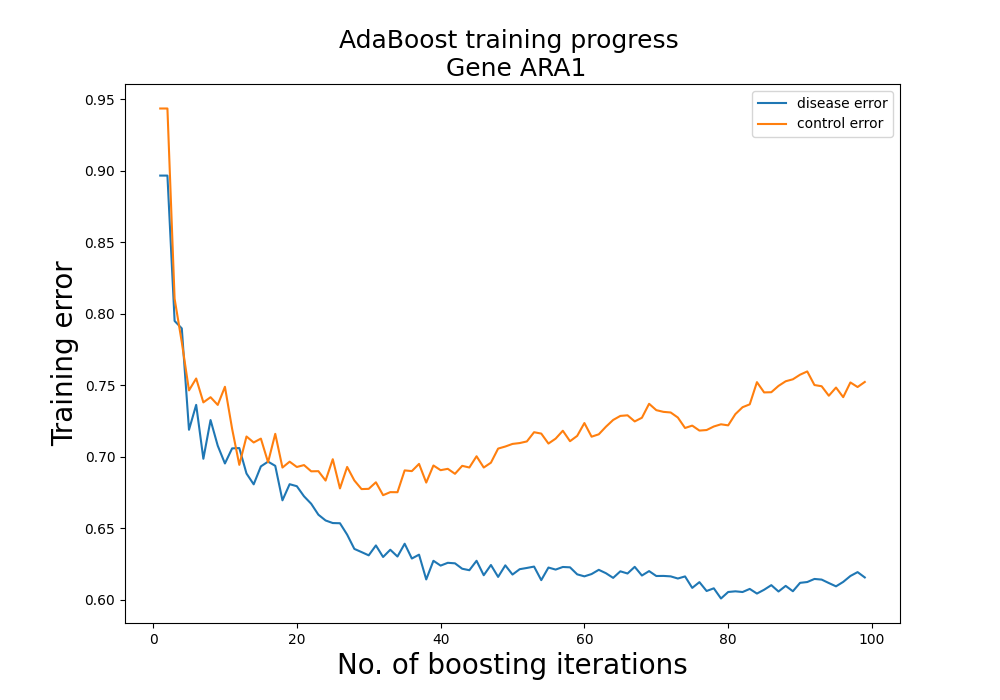 AdaBoost training progress
Gene ARA1
disease error
control error
Training error
0.95
0.90
0.85
0.80
0.75
0.70
0.65
0.60
0
20
40
60
80
100
No. of boosting iterations